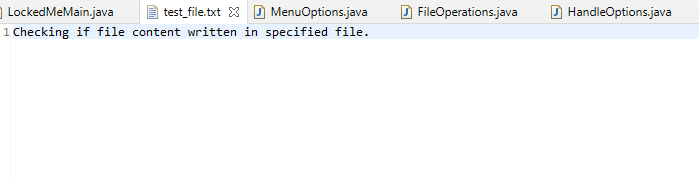 LockedMeMain.java test_file.txt MenuOptions.java FileOperations.java HandleOptions.java
1 Checking if file content written in specified file.